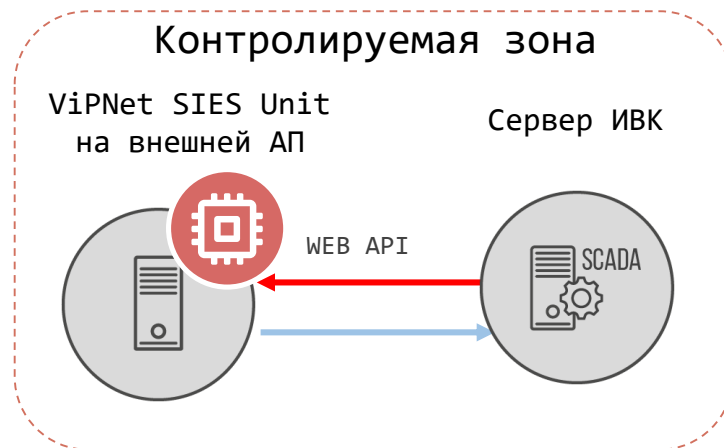 Контролируемая зона
ViPNet SIES Unit
на внешней АП
Сервер ИВК
WEB API
SCADA